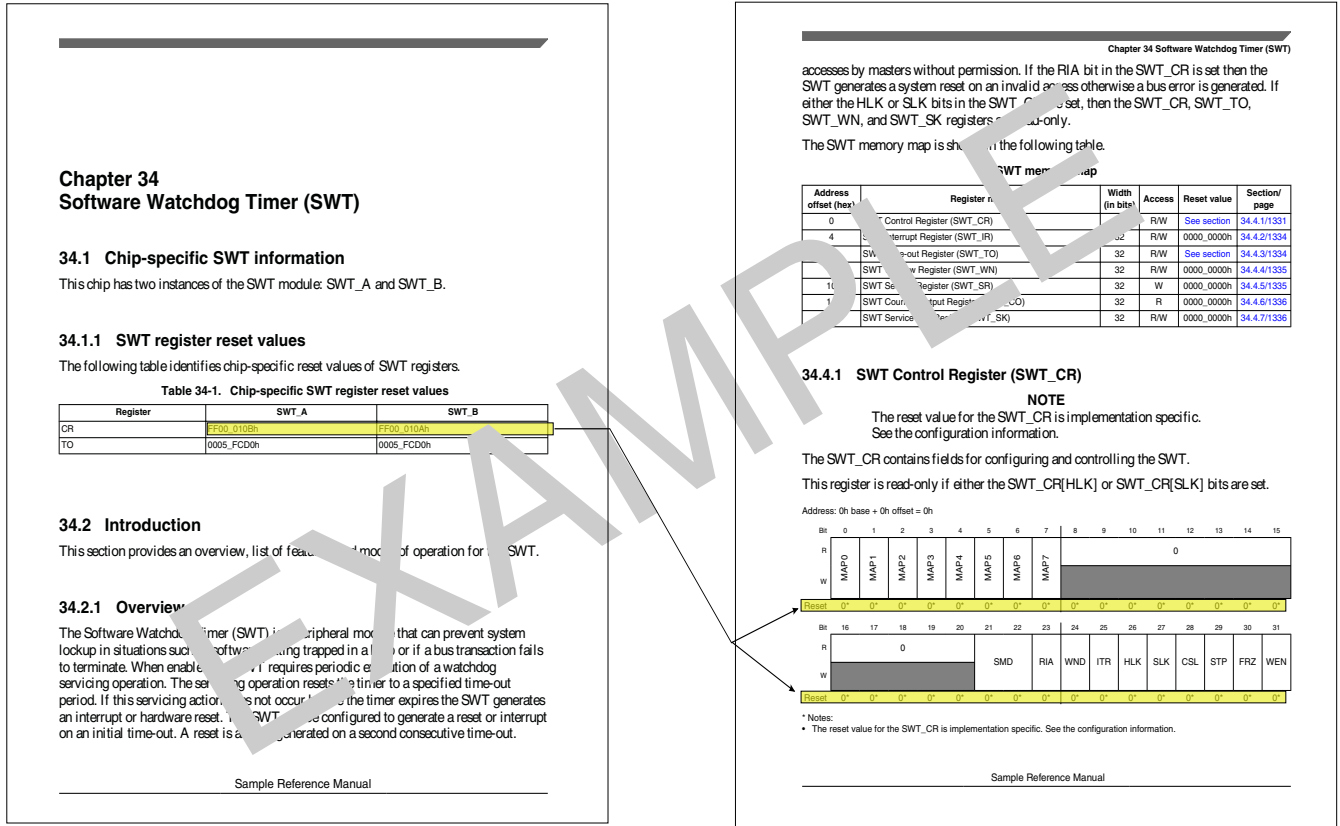 Chapter 34
Software Watchdog Timer (SWT)
34.1 Chip-specific SWT information
This chip has two instances of the SWT module: SWT_A and SWT_B.
34.1.1 SWT register reset values
The following table identifies chip-specific reset values of SWT registers.
Table 34-1. Chip-specific SWT register reset values
Register SWT_A SWT_B
CR FF00_010Bh FF00_010Ah
TO 0005_FCD0h 0005_FCD0h
34.2 Introduction
This section provides an overview, list of of operation for SWT.
34.2.1 Overview
The Software (SWT) that can prevent system
lockup in situations trapped in a or if a bus transaction fails
to terminate. When requires periodic of a watchdog
servicing operation. The operation resets the timer to a specified time-out
period. If this servicing action not occur the timer expires the SWT generates
an interrupt or hardware reset. SWT configured to generate a reset or interrupt
on an initial time-out. A reset is generated on a second consecutive time-out.
Sample Reference Manual
Chapter 34 Software Watchdog Timer (SWT)
accesses by masters without permission. If the RIA bit in the SWT_CR is set then the
SWT generates a system reset on an invalid access otherwise a bus error is generated. If
either the HLK or SLK bits in the set, then the SWT_CR, SWT_TO,
SWT_WN, and SWT_SK registers
The SWT memory map is the following table.
SWT
Address offset (hex) Register Width (in bits) Access Reset value Section/ page
0 Control Register (SWT_CR) R/W See section 34.4.1/1331
4 Register (SWT_IR) 32 R/W 0000_0000h 34.4.2/1334
Register (SWT_TO) 32 R/W See section 34.4.3/1334
SWT Register (SWT_WN) 32 R/W 0000_0000h 34.4.4/1335
10 SWT (SWT_SR) 32 W 0000_0000h 34.4.5/1335
SWT 32 R 0000_0000h 34.4.6/1336
SWT Service 32 R/W 0000_0000h 34.4.7/1336
34.4.1 SWT Control Register (SWT_CR)
NOTE
The reset value for the SWT_CR is implementation specific.
See the configuration information.
The SWT_CR contains fields for configuring and controlling the SWT.
This register is read-only if either the SWT_CR[HLK] or SWT_CR[SLK] bits are set.
Address: 0h base + 0h offset = 0h
Bit 0 1 2 3 4 5 6 7 8 9 10 11 12 13 14 15
R MAP0 MAP1 MAP2 MAP3 MAP4 MAP5 MAP6 MAP7 0
W
Reset 0* 0* 0* 0* 0* 0* 0* 0* 0* 0* 0* 0* 0* 0* 0* 0*
Bit 16 17 18 19 20 21 22 23 24 25 26 27 28 29 30 31
R 0 SMD RIA WND ITR HLK SLK CSL STP FRZ WEN
W
Reset 0* 0* 0* 0* 0* 0* 0* 0* 0* 0* 0* 0* 0* 0* 0* 0*
* Notes:
• The reset value for the SWT_CR is implementation specific. See the configuration information.
Sample Reference Manual
EXAMPLE